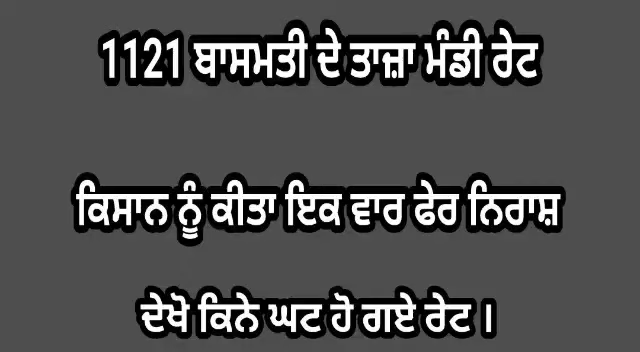 1121 ਬਾਸਮਤੀ ਦੇ ਤਾਜ਼ਾ ਮੰਡੀ ਰੇਟ
ਕਿਸਾਨ ਨੂੰ ਕੀਤਾ ਇਕ ਵਾਰ ਫੇਰ ਨਿਰਾਸ਼
ਦੇਖੋ ਕਿਨੇ ਘਟ ਹੋ ਗਏ ਰੇਟ ।